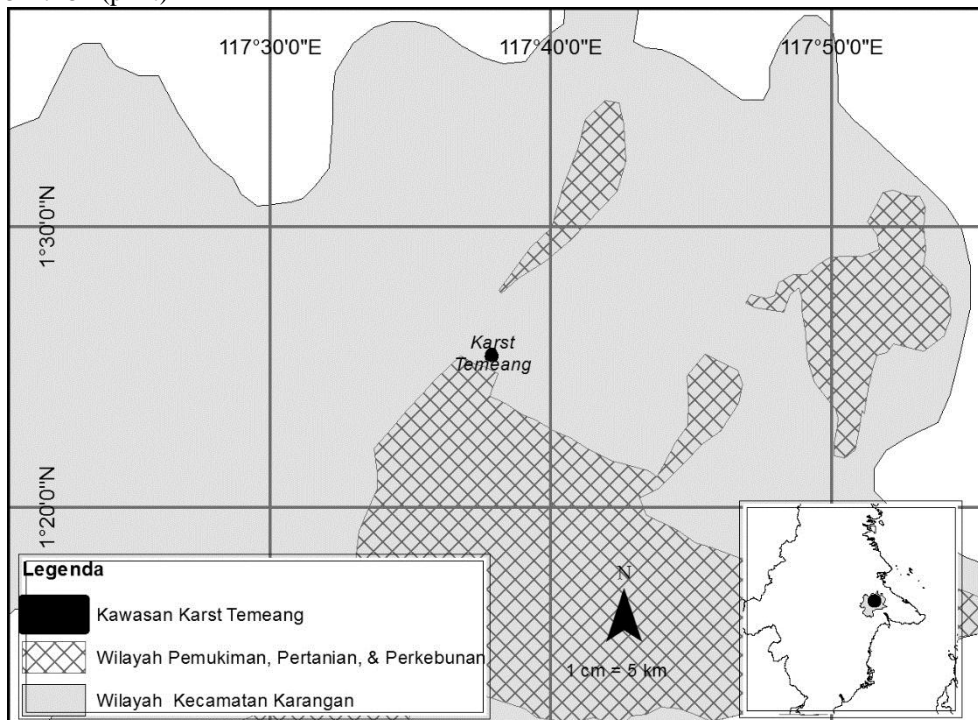 117°30'0"E
117°40'0"E
117°50'0"E
1°30'0"N
Karst
Temeang
1°20'0"N
Legenda
Kawasan Karst Temeang
Wilayah Pemukiman, Pertanian, & Perkebunan
Wilayah Kecamatan Karangan
N
1 cm = 5 km